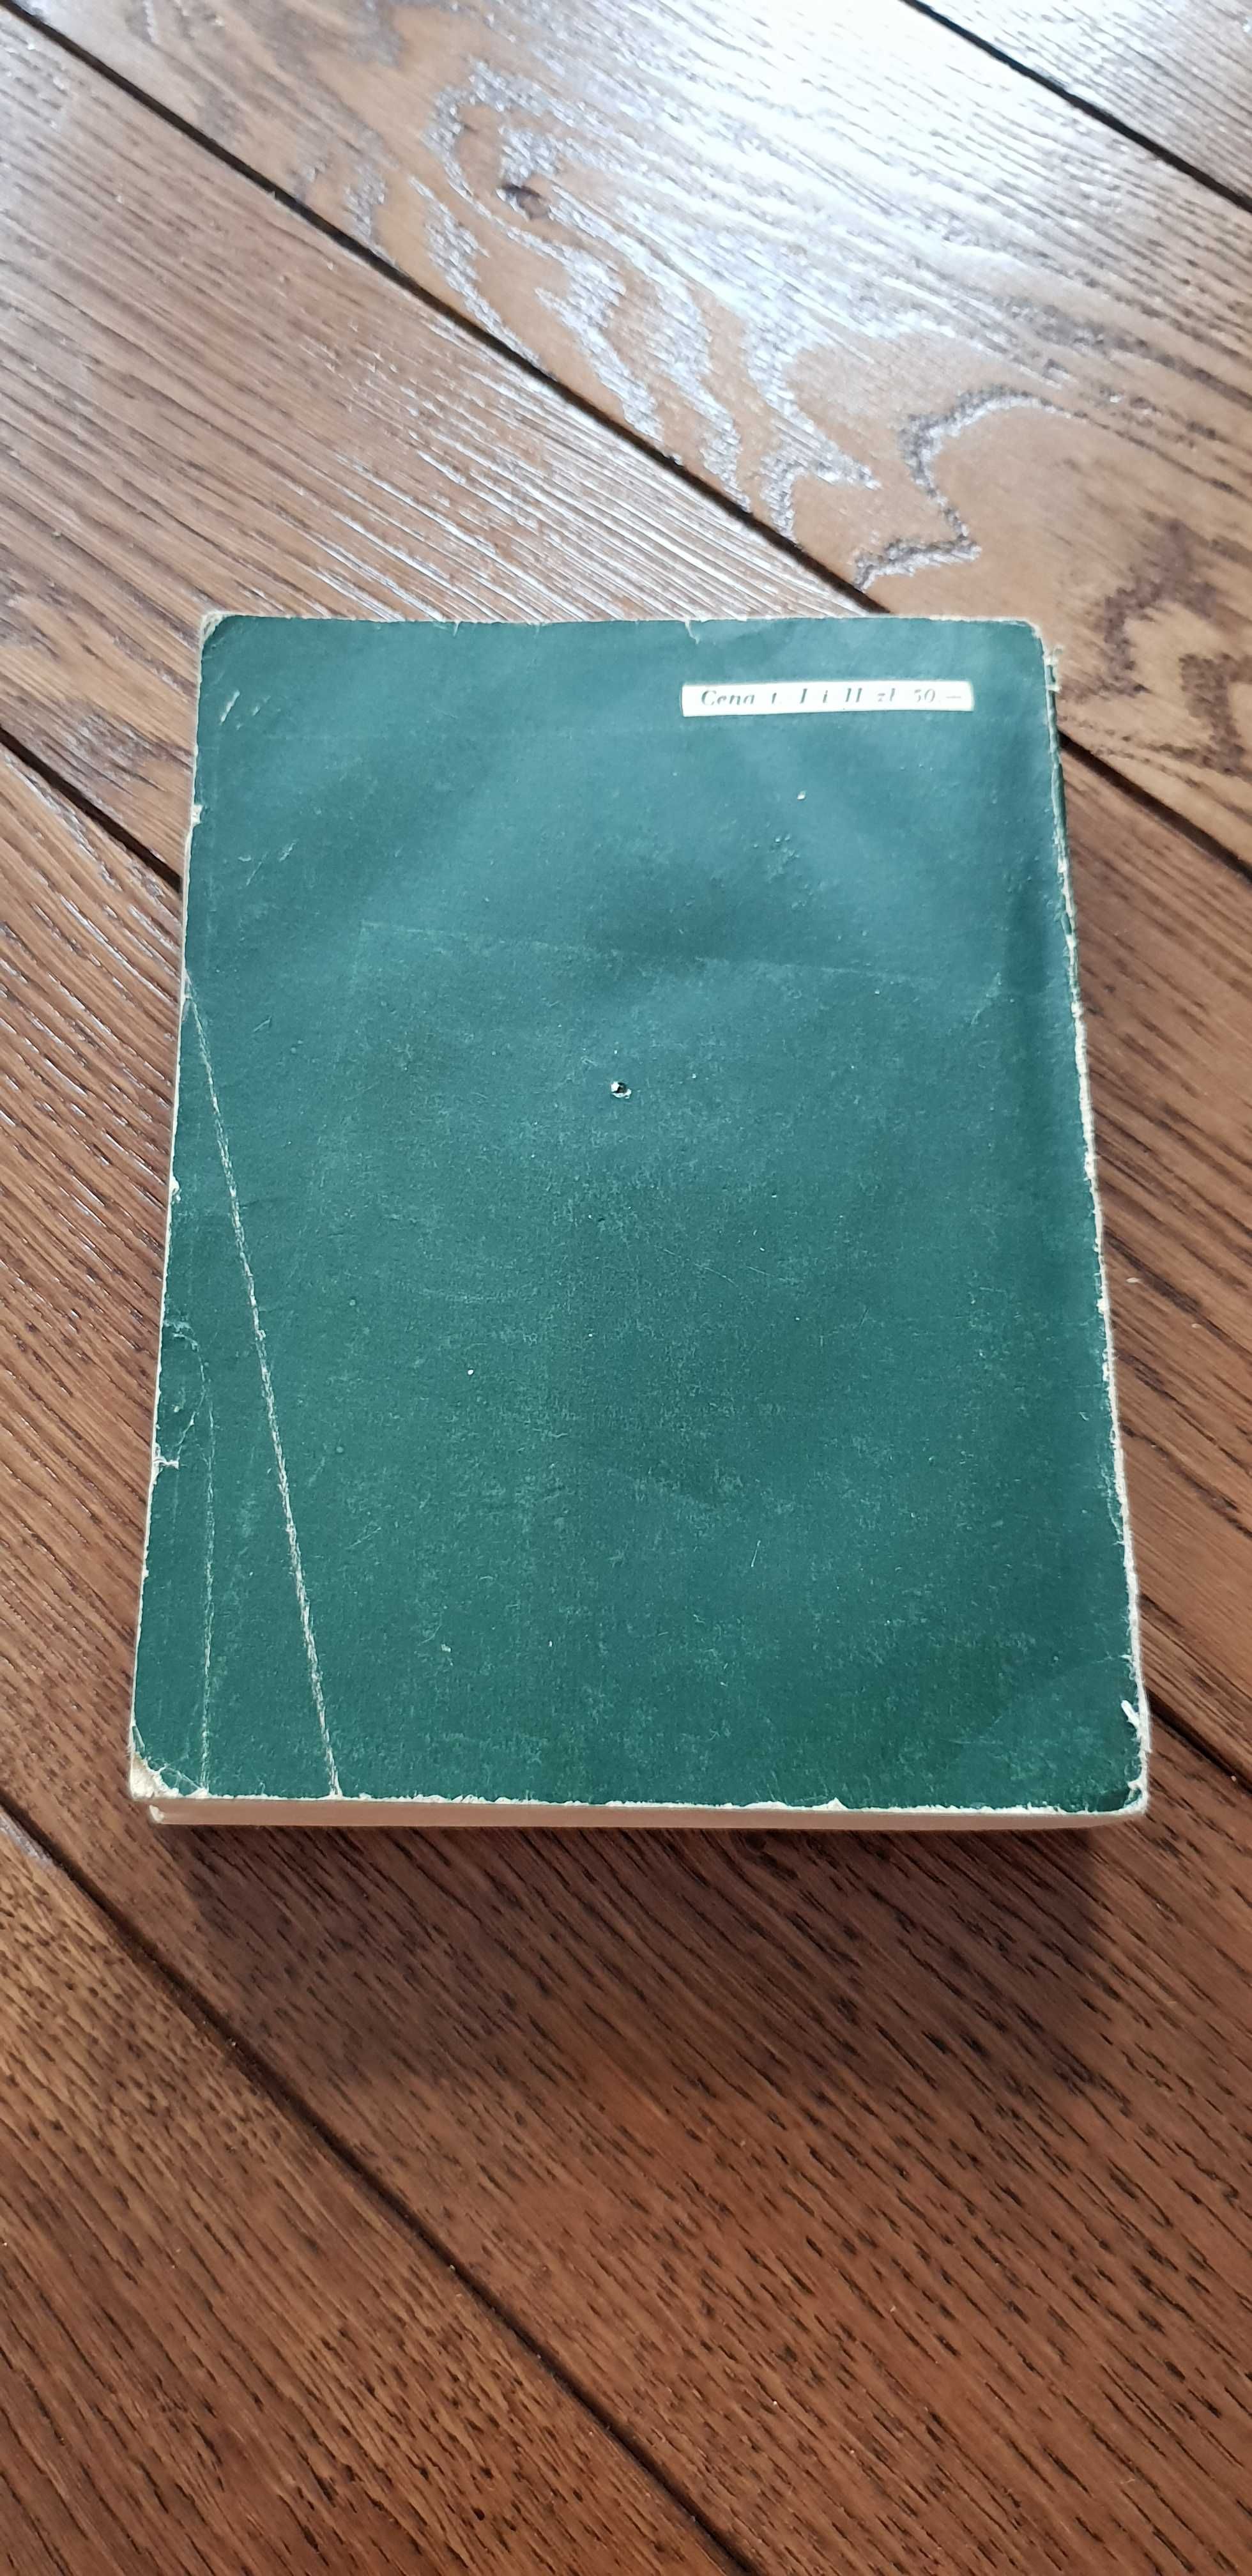 Cena t. I i II zł 50.—